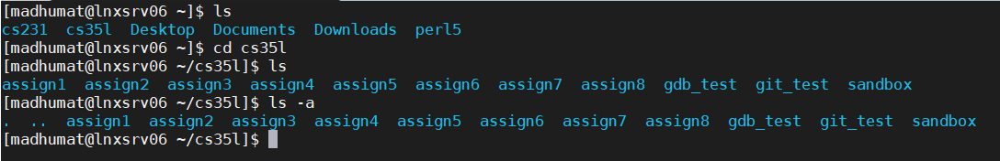 [madhumat@lnxsrv06 ~]$ ls
cs231  cs35l  Desktop  Documents  Downloads  perl5
[madhumat@lnxsrv06 ~]$ cd cs35l
[madhumat@lnxsrv06 ~/cs35l]$ ls
assign1  assign2  assign3  assign4  assign5  assign6  assign7  assign8  gdb_test  git_test  sandbox
[madhumat@lnxsrv06 ~/cs35l]$ ls -a
.  ..  assign1  assign2  assign3  assign4  assign5  assign6  assign7  assign8  gdb_test  git_test  sandbox
[madhumat@lnxsrv06 ~/cs35l]$